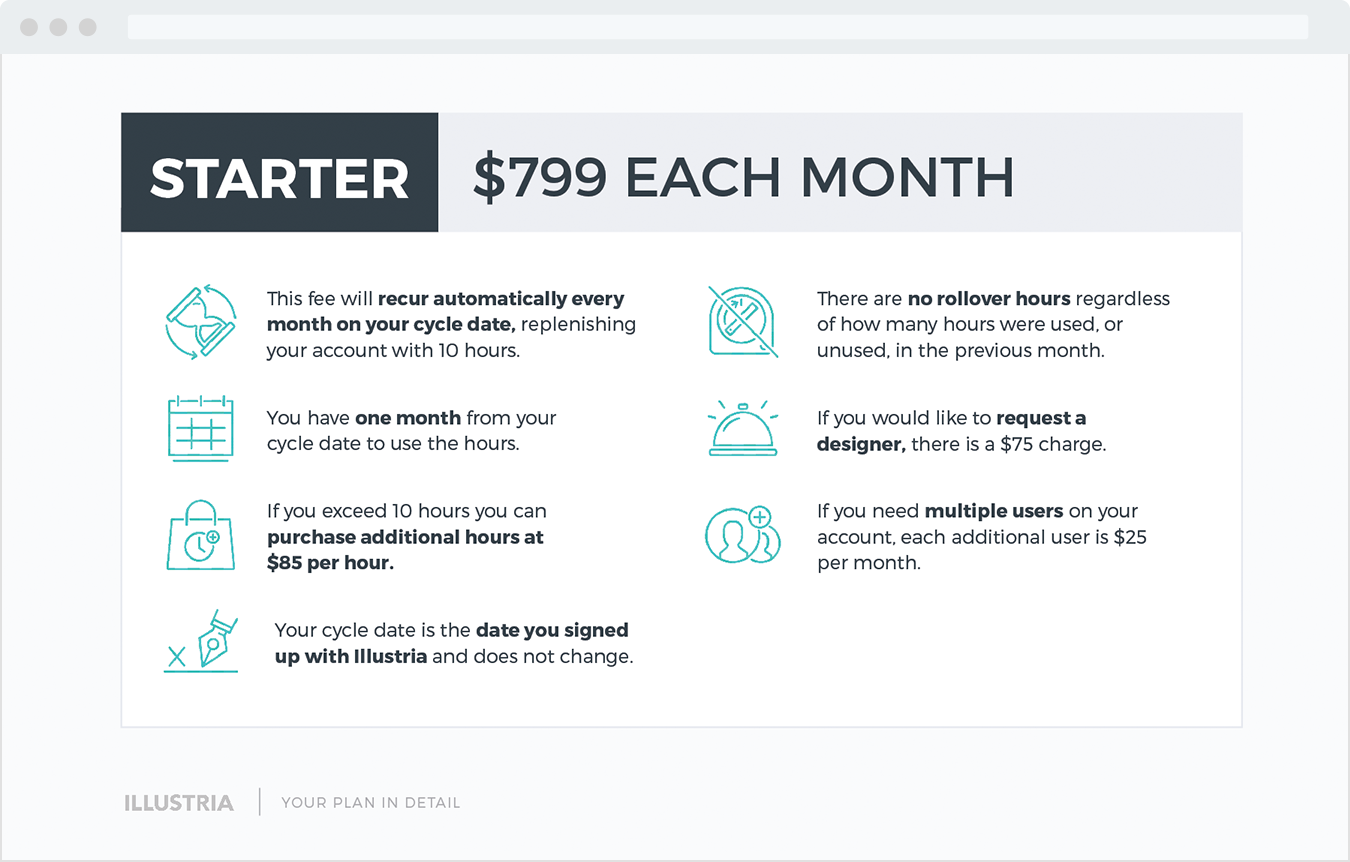 STARTER
$799 EACH MONTH
This fee will recur automatically every
month on your cycle date, replenishing
your account with 10 hours.
You have one month from your
cycle date to use the hours.
If you exceed 10 hours you can
purchase additional hours at
$85 per hour.
Your cycle date is the date you signed
up with Illustria and does not change.
There are no rollover hours regardless
of how many hours were used, or
unused, in the previous month.
If you would like to request a
designer, there is a $75 charge.
If you need multiple users on your
account, each additional user is $25
per month.
ILLUSTRIA
YOUR PLAN IN DETAIL